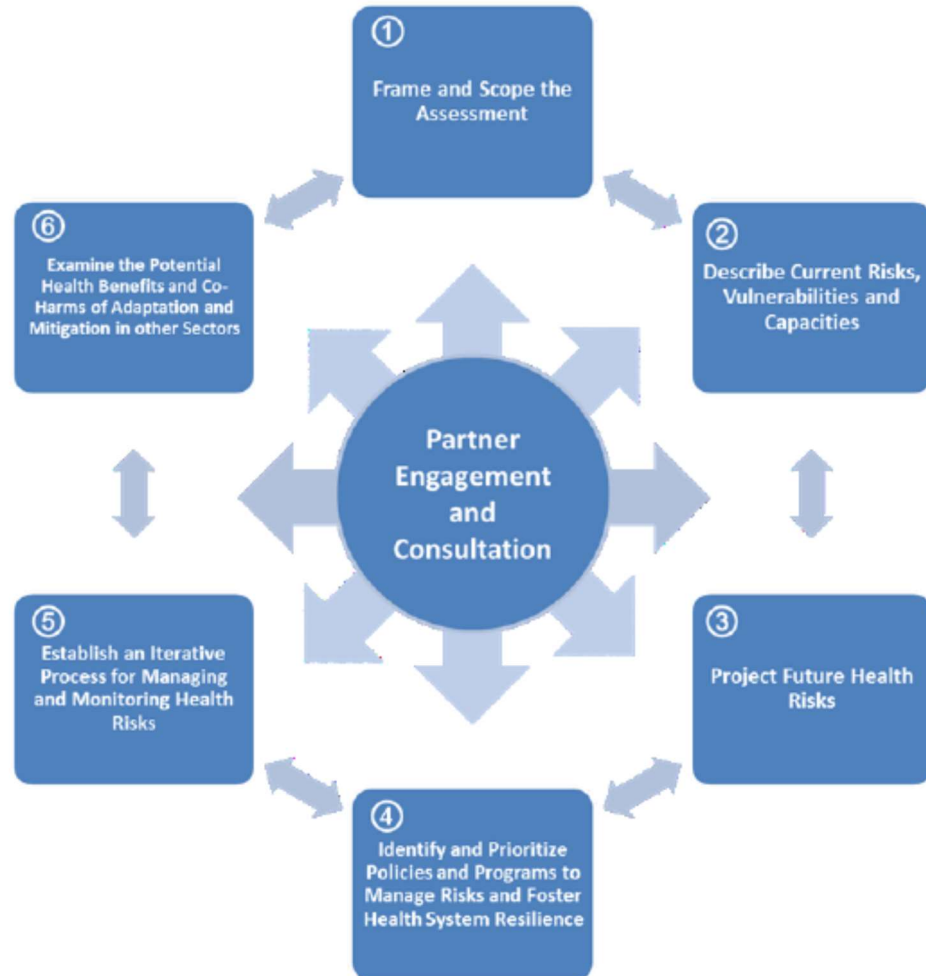 ①
Frame and Scope the
Assessment
②
Describe Current Risks,
Vulnerabilities and
Capacities
③
Project Future Health
Risks
④
Identify and Prioritize
Policies and Programs to
Manage Risks and Foster
Health System Resilience
⑤
Establish an Iterative
Process for Managing
and Monitoring Health
Risks
⑥
Examine the Potential
Health Benefits and Co-
Harms of Adaptation and
Mitigation in other Sectors
Partner
Engagement
and
Consultation